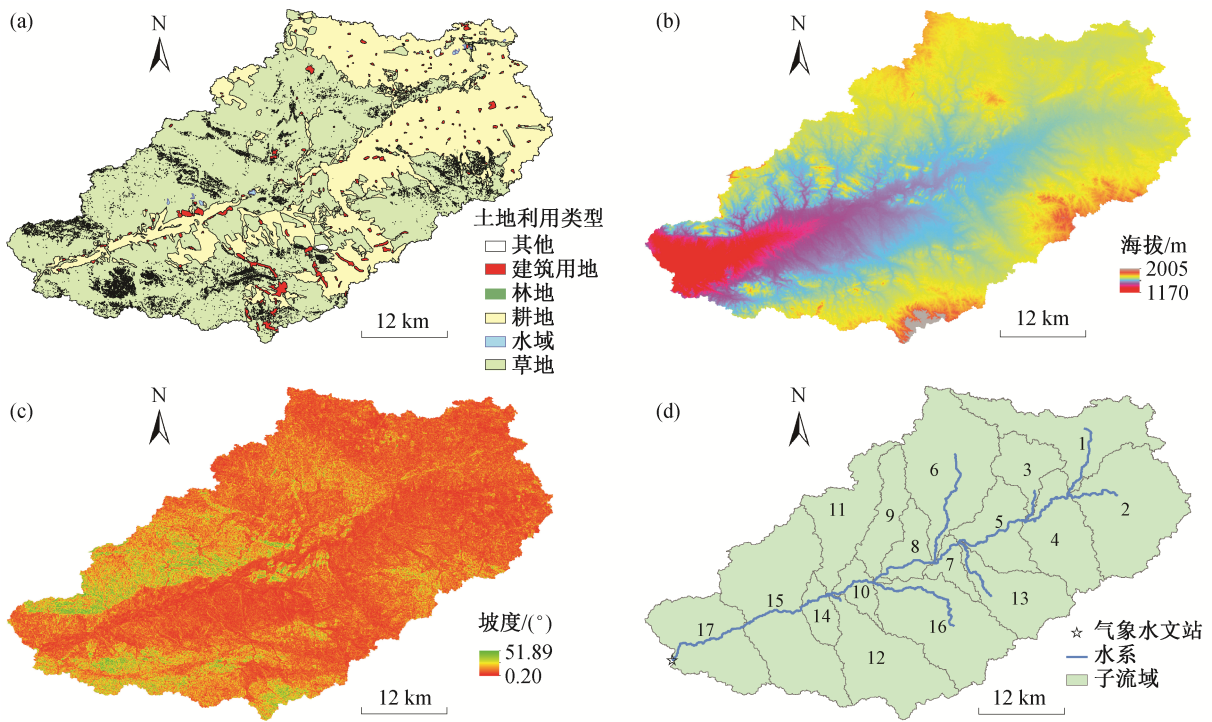 (a)
N
土地利用类型
其他
建筑用地
林地
耕地
水域
草地
12 km
(b)
N
海拔/m
2005
1170
12 km
(c)
N
坡度/(°)
51.89
0.20
12 km
(d)
N
1
2
3
4
5
6
7
8
9
10
11
12
13
14
15
16
17
气象水文站
水系
子流域
12 km